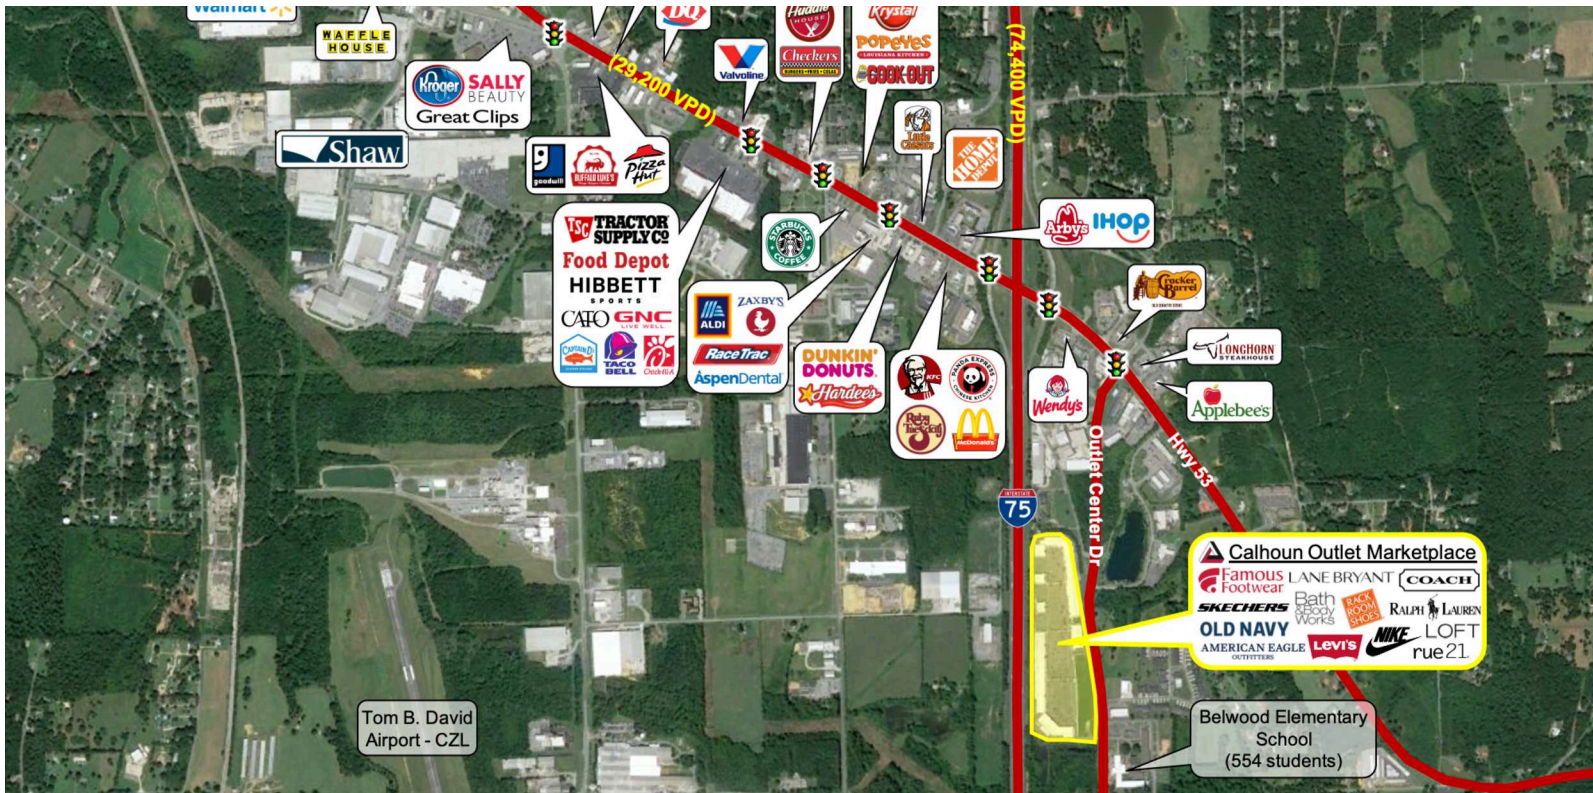 Walmart
WAFFLE
HOUSE
DQ
Huddle
HOUSE
Checkers
BURGERS • FRIES • COLAS
Krystal
POPEYES
LOUISIANA KITCHEN
COOK-OUT
Valvoline
(29,200 VPD)
(74,400 VPD)
Kroger
SALLY
BEAUTY
Great Clips
Shaw
goodwill
BUFFALO LUKE'S
Pizza
Hut
Little
Caesars
THE
HOME
DEPOT
STARBUCKS
COFFEE
Arby's
IHOP
TSC
TRACTOR
SUPPLY CO
Food Depot
HIBBETT
SPORTS
CATO
GNC
LIVE WELL
CAPTAIN D'S
TACO
BELL
Chick-fil-A
ALDI
ZAXBY'S
RaceTrac
AspenDental
DUNKIN'
DONUTS
Hardee's
KFC
PANDA EXPRESS
CHINESE KITCHEN
Ruby
Tuesday
McDonald's
Cracker
Barrel
OLD COUNTRY STORE
LONGHORN
STEAKHOUSE
Wendy's
Applebee's
Outlet Center Dr
Hwy 53
INTERSTATE
75
Calhoun Outlet Marketplace
FAMOUS
Footwear
LANE BRYANT
COACH
SKECHERS
Bath
&Body
Works
RACK
ROOM
SHOES
RALPH LAUREN
OLD NAVY
AMERICAN EAGLE
OUTFITTERS
LEVI'S
NIKE
LOFT
rue21
Tom B. David
Airport - CZL
Belwood Elementary
School
(554 students)